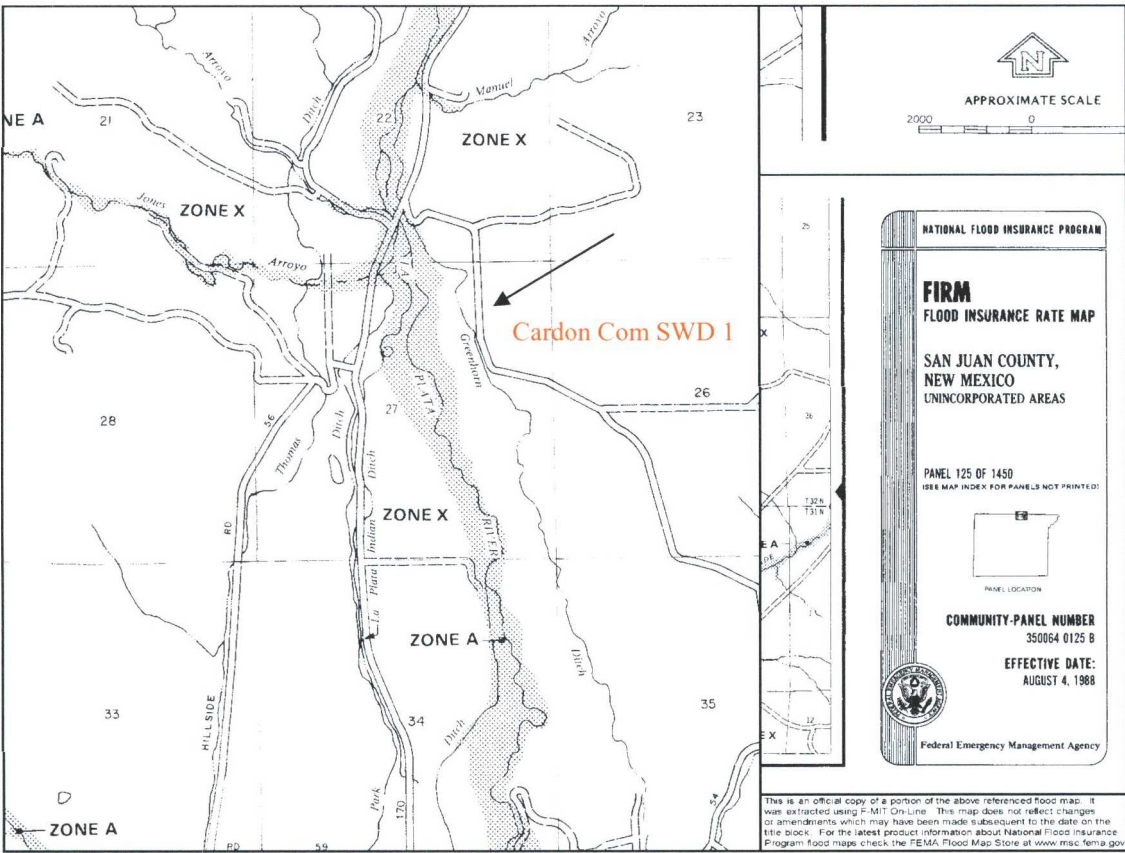 Arroyo
Ditch
Arroyo
Manuel
NE A
21
22
23
ZONE X
Jones
ZONE X
Arroyo
LA
PLATA
RIVER
Greenhorn
Cardon Com SWD 1
28
27
26
56
Thomas
Ditch
Ditch
Indian
ZONE X
RD
La Plata
ZONE A
Ditch
33
34
35
HILLSIDE
Ditch
Park
170
54
ZONE A
RD
59
N
APPROXIMATE SCALE
2000
0
25
X
36
T32 N
T31 N
E A
12
E X
NATIONAL FLOOD INSURANCE PROGRAM
FIRM
FLOOD INSURANCE RATE MAP
SAN JUAN COUNTY,
NEW MEXICO
UNINCORPORATED AREAS
PANEL 125 OF 1450
(SEE MAP INDEX FOR PANELS NOT PRINTED)
PANEL LOCATION
COMMUNITY-PANEL NUMBER
350064 0125 B
EFFECTIVE DATE:
AUGUST 4, 1988
Federal Emergency Management Agency
This is an official copy of a portion of the above referenced flood map. It
was extracted using F-MIT On-Line. This map does not reflect changes
or amendments which may have been made subsequent to the date on the
title block. For the latest product information about National Flood Insurance
Program flood maps check the FEMA Flood Map Store at www.msc.fema.gov